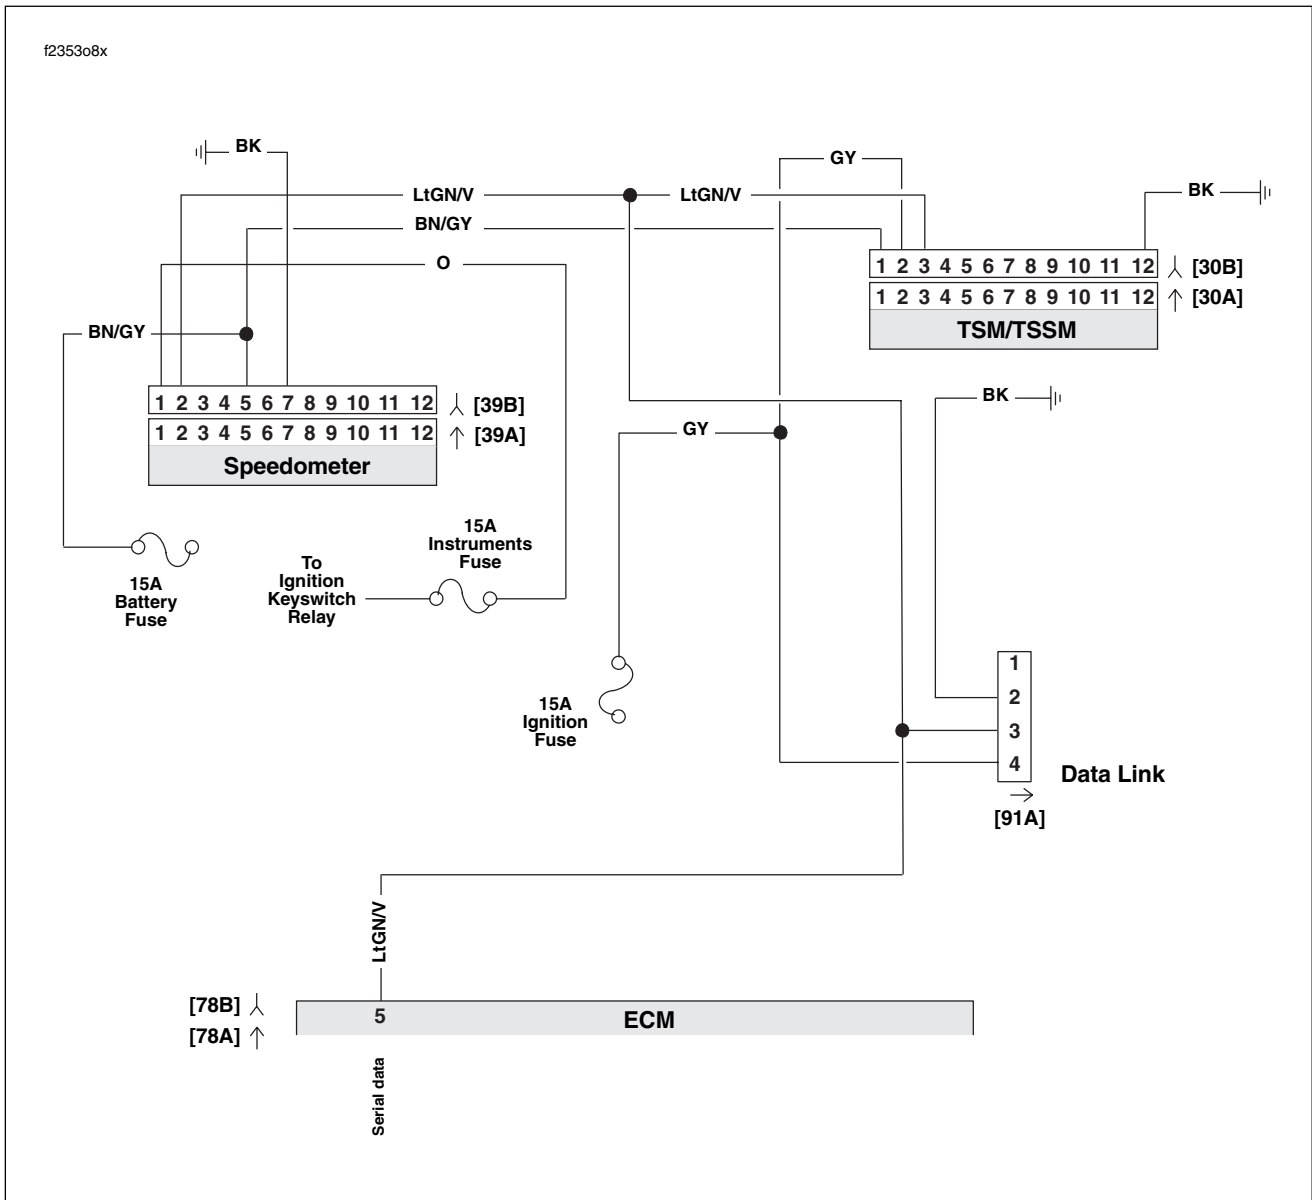 f2353o8x
BK
GY
LtGN/V
LtGN/V
BK
BN/GY
O
1 2 3 4 5 6 7 8 9 10 11 12 [30B]
1 2 3 4 5 6 7 8 9 10 11 12 [30A]
TSM/TSSM
BN/GY
1 2 3 4 5 6 7 8 9 10 11 12 [39B]
1 2 3 4 5 6 7 8 9 10 11 12 [39A]
Speedometer
BK
GY
15A
Instruments
Fuse
To
Ignition
Keyswitch
Relay
15A
Battery
Fuse
15A
Ignition
Fuse
1
2
3
4
Data Link
[91A]
LtGN/V
[78B]
[78A]
5
ECM
Serial data